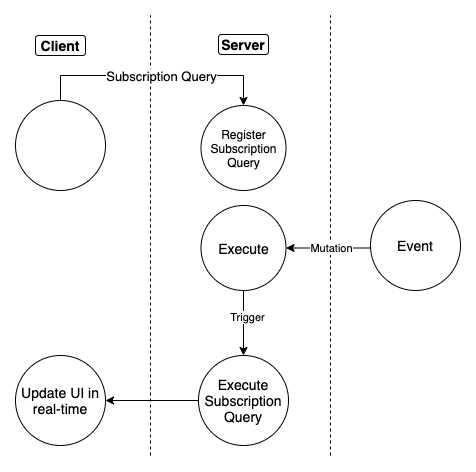 Client
Server
Subscription Query
Register
Subscription
Query
Execute
Mutation
Event
Trigger
Update UI in
real-time
Execute
Subscription
Query